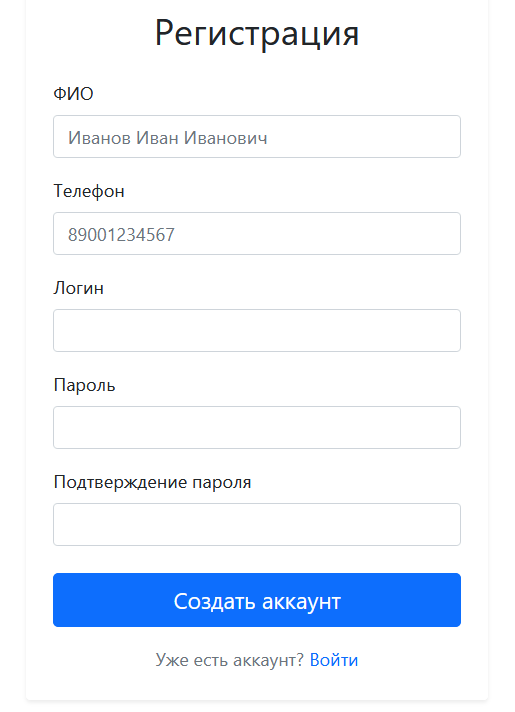 Регистрация
ФИО
Иванов Иван Иванович
Телефон
89001234567
Логин
Пароль
Подтверждение пароля
Создать аккаунт
Уже есть аккаунт? Войти